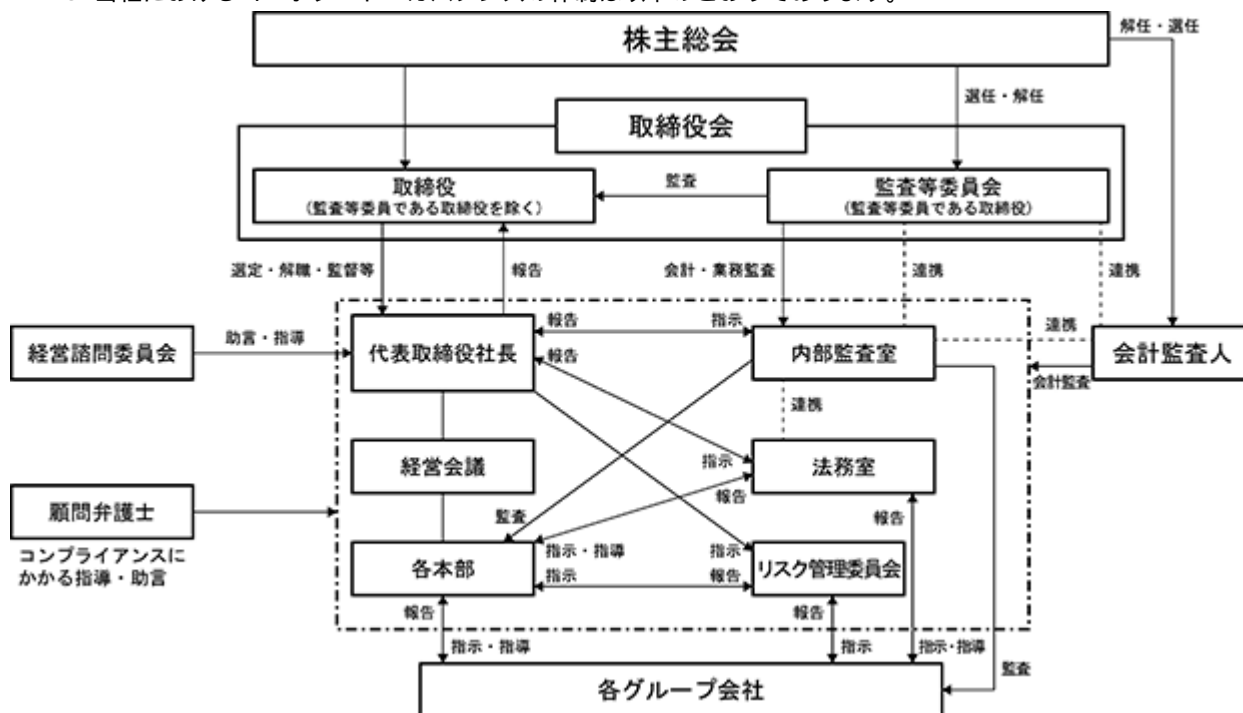 株主総会
解任・選任
選任・解任
取締役会
取締役
(監査等委員である取締役を除く)
監査
監査等委員会
(監査等委員である取締役)
選定・解職・監督等
報告
会計・業務監査
連携
連携
経営諮問委員会
助言・指導
代表取締役社長
報告
指示
報告
内部監査室
連携
会計監査人
会計監査
連携
経営会議
指示
法務室
顧問弁護士
コンプライアンスに
かかる指導・助言
監査
報告
報告
指示・指導
指示
各本部
指示
報告
リスク管理委員会
報告
報告
指示・指導
指示
指示・指導
監査
各グループ会社